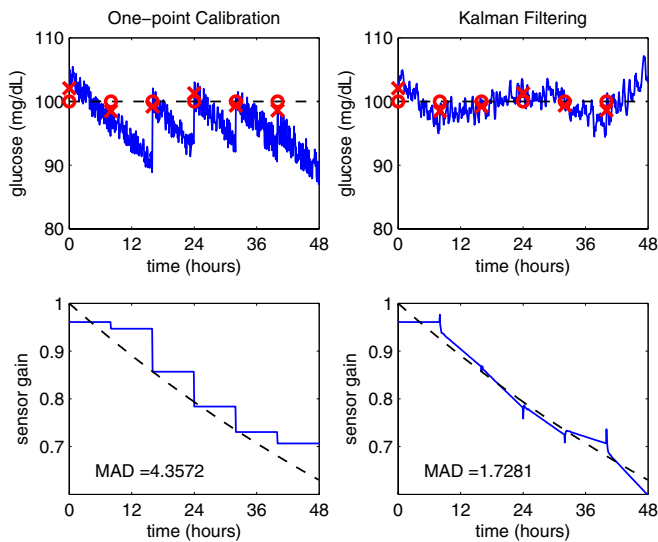 One−point Calibration
Kalman Filtering
110
100
90
80
glucose (mg/dL)
0 12 24 36 48
time (hours)
110
100
90
80
glucose (mg/dL)
0 12 24 36 48
time (hours)
1
0.9
0.8
0.7
sensor gain
MAD =4.3572
0 12 24 36 48
time (hours)
1
0.9
0.8
0.7
sensor gain
MAD =1.7281
0 12 24 36 48
time (hours)